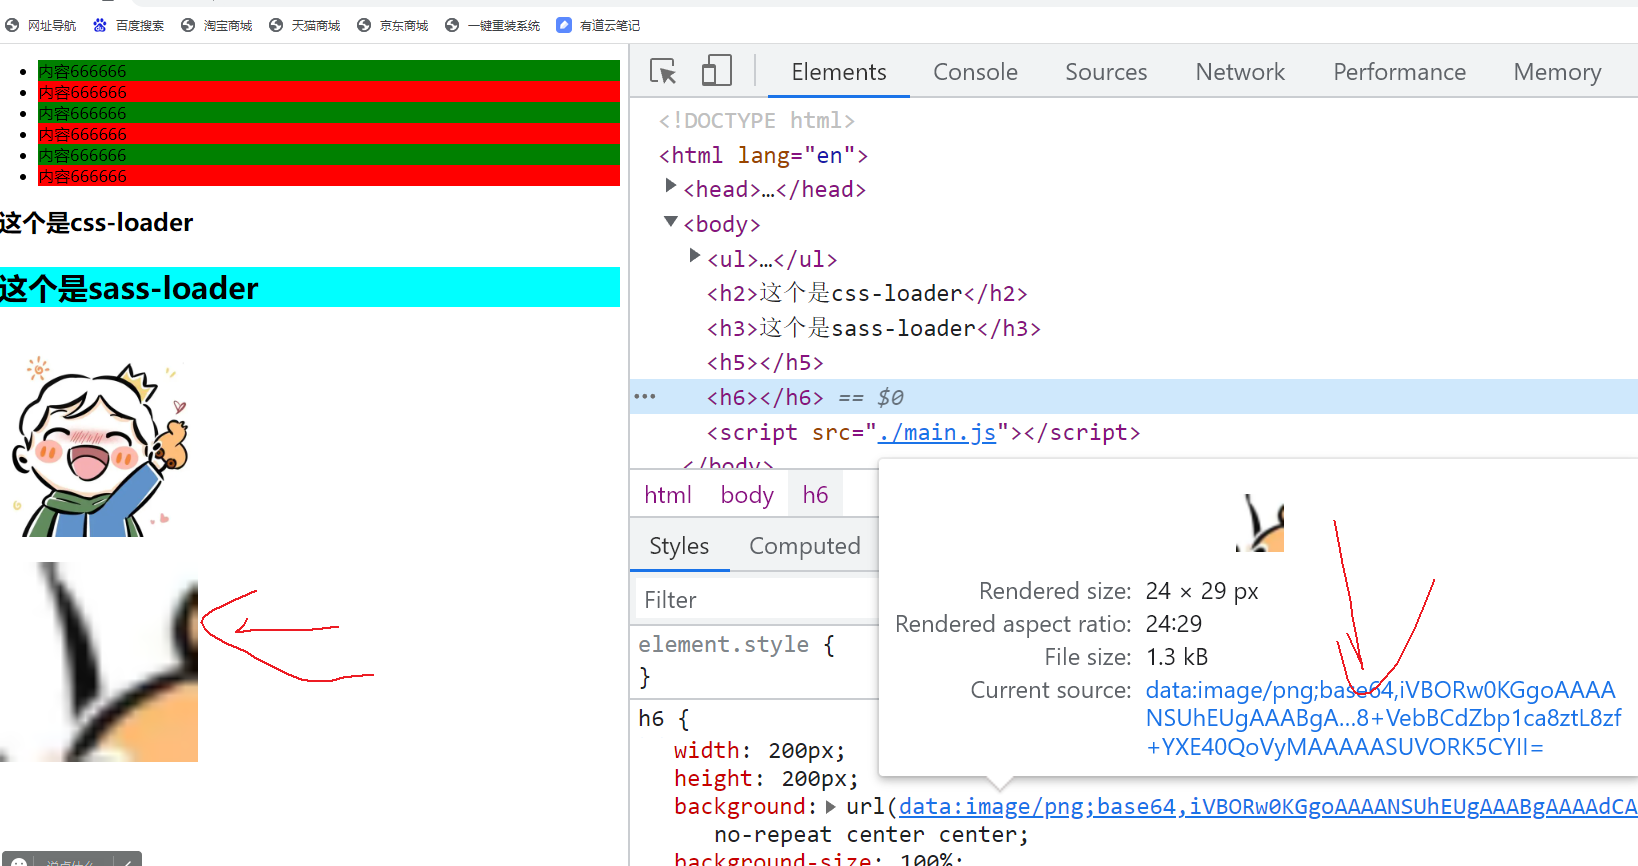 网址导航 百度搜索 淘宝商城 天猫商城 京东商城 一键重装系统 有道云笔记
内容666666
内容666666
内容666666
内容666666
内容666666
内容666666
这个是css-loader
这个是sass-loader
Elements Console Sources Network Performance Memory
<!DOCTYPE html>
<html lang="en">
<head>…</head>
<body>
<ul>…</ul>
<h2>这个是css-loader</h2>
<h3>这个是sass-loader</h3>
<h5></h5>
<h6></h6> == $0
<script src="./main.js"></script>
</body>
html body h6
Styles Computed
Filter
element.style {
}
h6 {
width: 200px;
height: 200px;
background: url(data:image/png;base64,iVBORw0KGgoAAAANSUhEUgAAABgAAAAdCA
no-repeat center center;
background-size: 100%;
Rendered size: 24 × 29 px
Rendered aspect ratio: 24:29
File size: 1.3 kB
Current source: data:image/png;base64,iVBORw0KGgoAAAA
NSUhEUgAAABgA…8+VebBCdZbp1ca8ztL8zf
+YXE40QoVyMAAAAASUVORK5CYII=